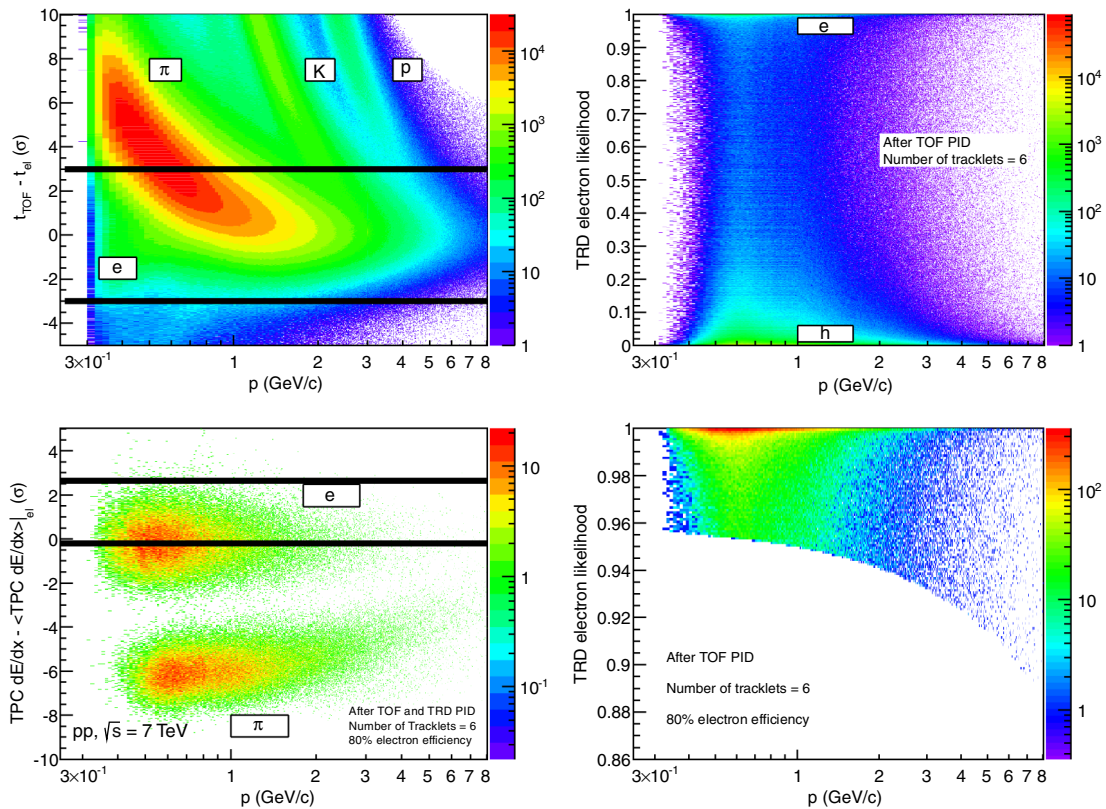 t_TOF - t_el (σ)
10
8
6
4
2
0
-2
-4
π
K
p
e
3×10⁻¹ 1 2 3 4 5 6 7 8
p (GeV/c)
10⁴
10³
10²
10
1
TRD electron likelihood
1
0.9
0.8
0.7
0.6
0.5
0.4
0.3
0.2
0.1
0
e
After TOF PID
Number of tracklets = 6
h
3×10⁻¹ 1 2 3 4 5 6 7 8
p (GeV/c)
10⁴
10³
10²
10
1
TPC dE/dx - <TPC dE/dx>|_el (σ)
4
2
0
-2
-4
-6
-8
-10
e
π
pp, √s = 7 TeV
After TOF and TRD PID
Number of Tracklets = 6
80% electron efficiency
3×10⁻¹ 1 2 3 4 5 6 7 8
p (GeV/c)
10
1
10⁻¹
TRD electron likelihood
1
0.98
0.96
0.94
0.92
0.9
0.88
0.86
After TOF PID
Number of tracklets = 6
80% electron efficiency
3×10⁻¹ 1 2 3 4 5 6 7 8
p (GeV/c)
10²
10
1